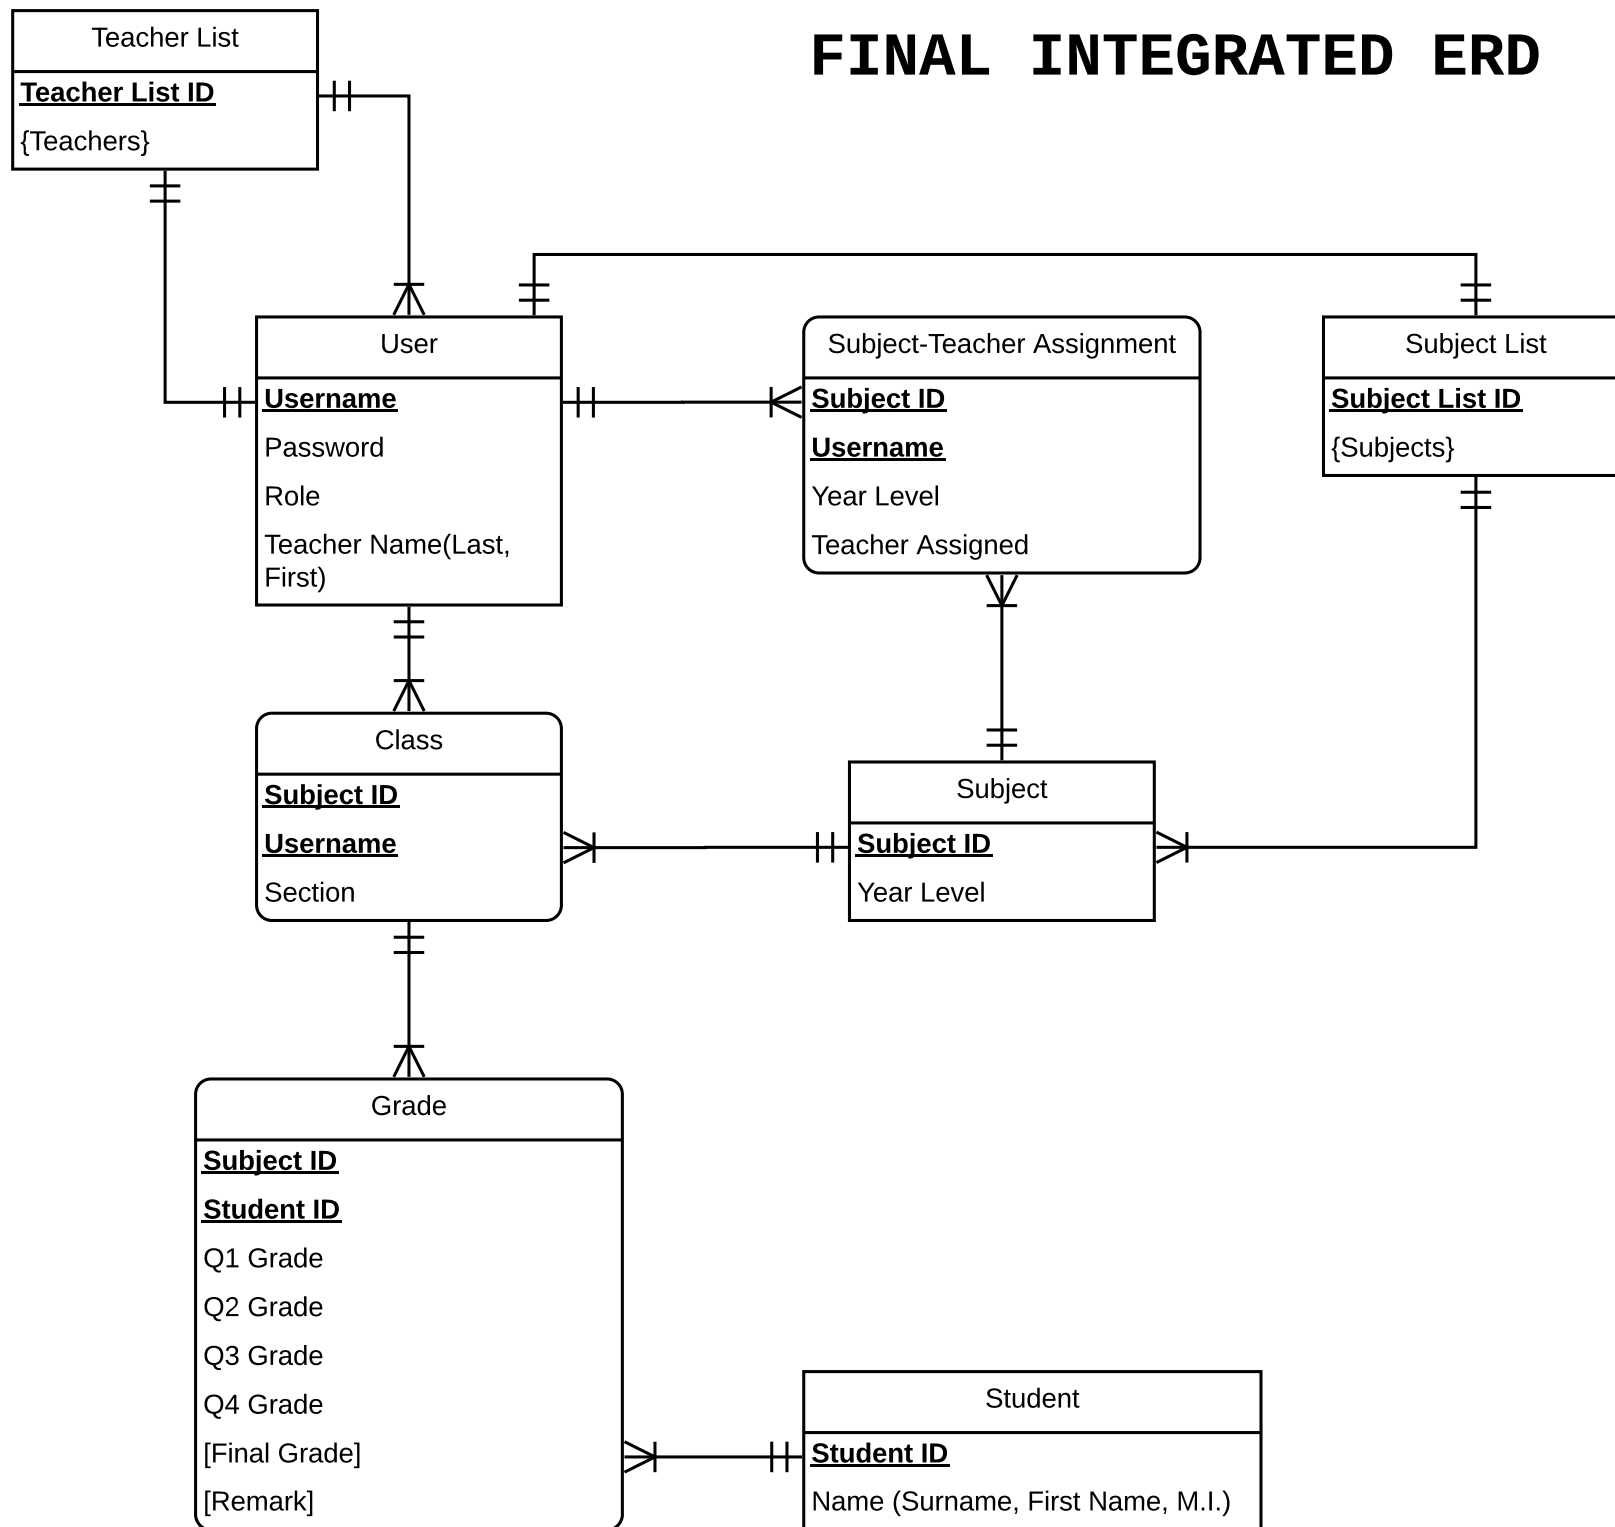 Teacher List
Teacher List ID
{Teachers}
FINAL INTEGRATED ERD
User
Username
Password
Role
Teacher Name(Last,
First)
Subject-Teacher Assignment
Subject ID
Username
Year Level
Teacher Assigned
Subject List
Subject List ID
{Subjects}
Class
Subject ID
Username
Section
Subject
Subject ID
Year Level
Grade
Subject ID
Student ID
Q1 Grade
Q2 Grade
Q3 Grade
Q4 Grade
[Final Grade]
[Remark]
Student
Student ID
Name (Surname, First Name, M.I.)